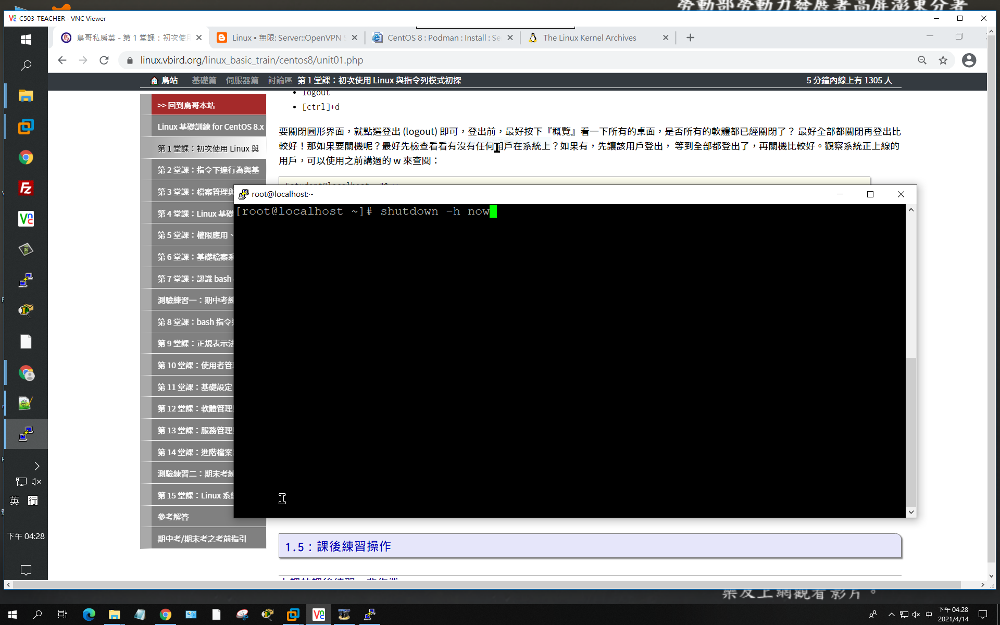 勞動部勞動力發展署高屏澎東分署
C503-TEACHER - VNC Viewer
鳥哥私房菜 - 第 1 堂課：初次使用
Linux • 無限: Server::OpenVPN S
CentOS 8 : Podman : Install : Se
The Linux Kernel Archives
linux.vbird.org/linux_basic_train/centos8/unit01.php
鳥站 基礎篇 伺服器篇 討論區 第 1 堂課：初次使用 Linux 與指令列模式初探
5 分鐘內線上有 1305 人
logout
[ctrl]+d
要關閉圖形界面，就點選登出 (logout) 即可，登出前，最好按下『概覽』看一下所有的桌面，是否所有的軟體都已經關閉了？ 最好全部都關閉再登出比
較好！那如果要關機呢？最好先檢查看看有沒有任何用戶在系統上？如果有，先讓該用戶登出， 等到全部都登出了，再關機比較好。觀察系統正上線的
用戶，可以使用之前講過的 w 來查閱：
>> 回到鳥哥本站
Linux 基礎訓練 for CentOS 8.x
第 1 堂課：初次使用 Linux 與
第 2 堂課：指令下達行為與基
第 3 堂課：檔案管理與
第 4 堂課：Linux 基礎
第 5 堂課：權限應用、
第 6 堂課：基礎檔案系
第 7 堂課：認識 bash
測驗練習一：期中考練
第 8 堂課：bash 指令
第 9 堂課：正規表示法
第 10 堂課：使用者管
第 11 堂課：基礎設定
第 12 堂課：軟體管理
第 13 堂課：服務管理
第 14 堂課：進階檔案
測驗練習二：期末考練
第 15 堂課：Linux 系
參考解答
期中考/期末考之考前指引
root@localhost:~
[root@localhost ~]# shutdown -h now
1.5：課後練習操作
英 行
下午 04:28
中
下午 04:28
2021/4/14